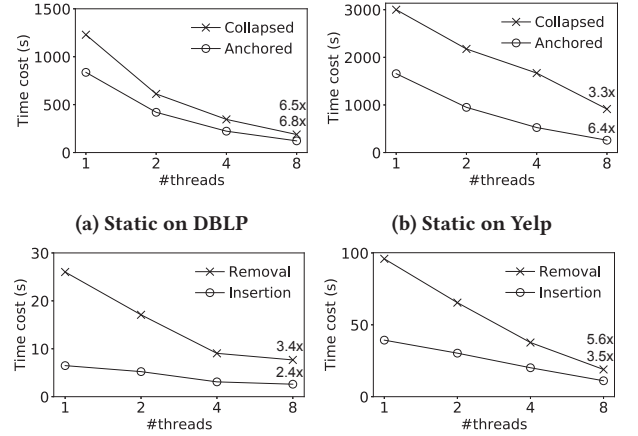 1500
1000
500
0
Time cost (s)
Collapsed
Anchored
6.5x
6.8x
1
2
4
8
#threads
3000
2000
1000
0
Time cost (s)
Collapsed
Anchored
3.3x
6.4x
1
2
4
8
#threads
(a) Static on DBLP
(b) Static on Yelp
30
20
10
0
Time cost (s)
Removal
Insertion
3.4x
2.4x
1
2
4
8
#threads
100
50
0
Time cost (s)
Removal
Insertion
5.6x
3.5x
1
2
4
8
#threads